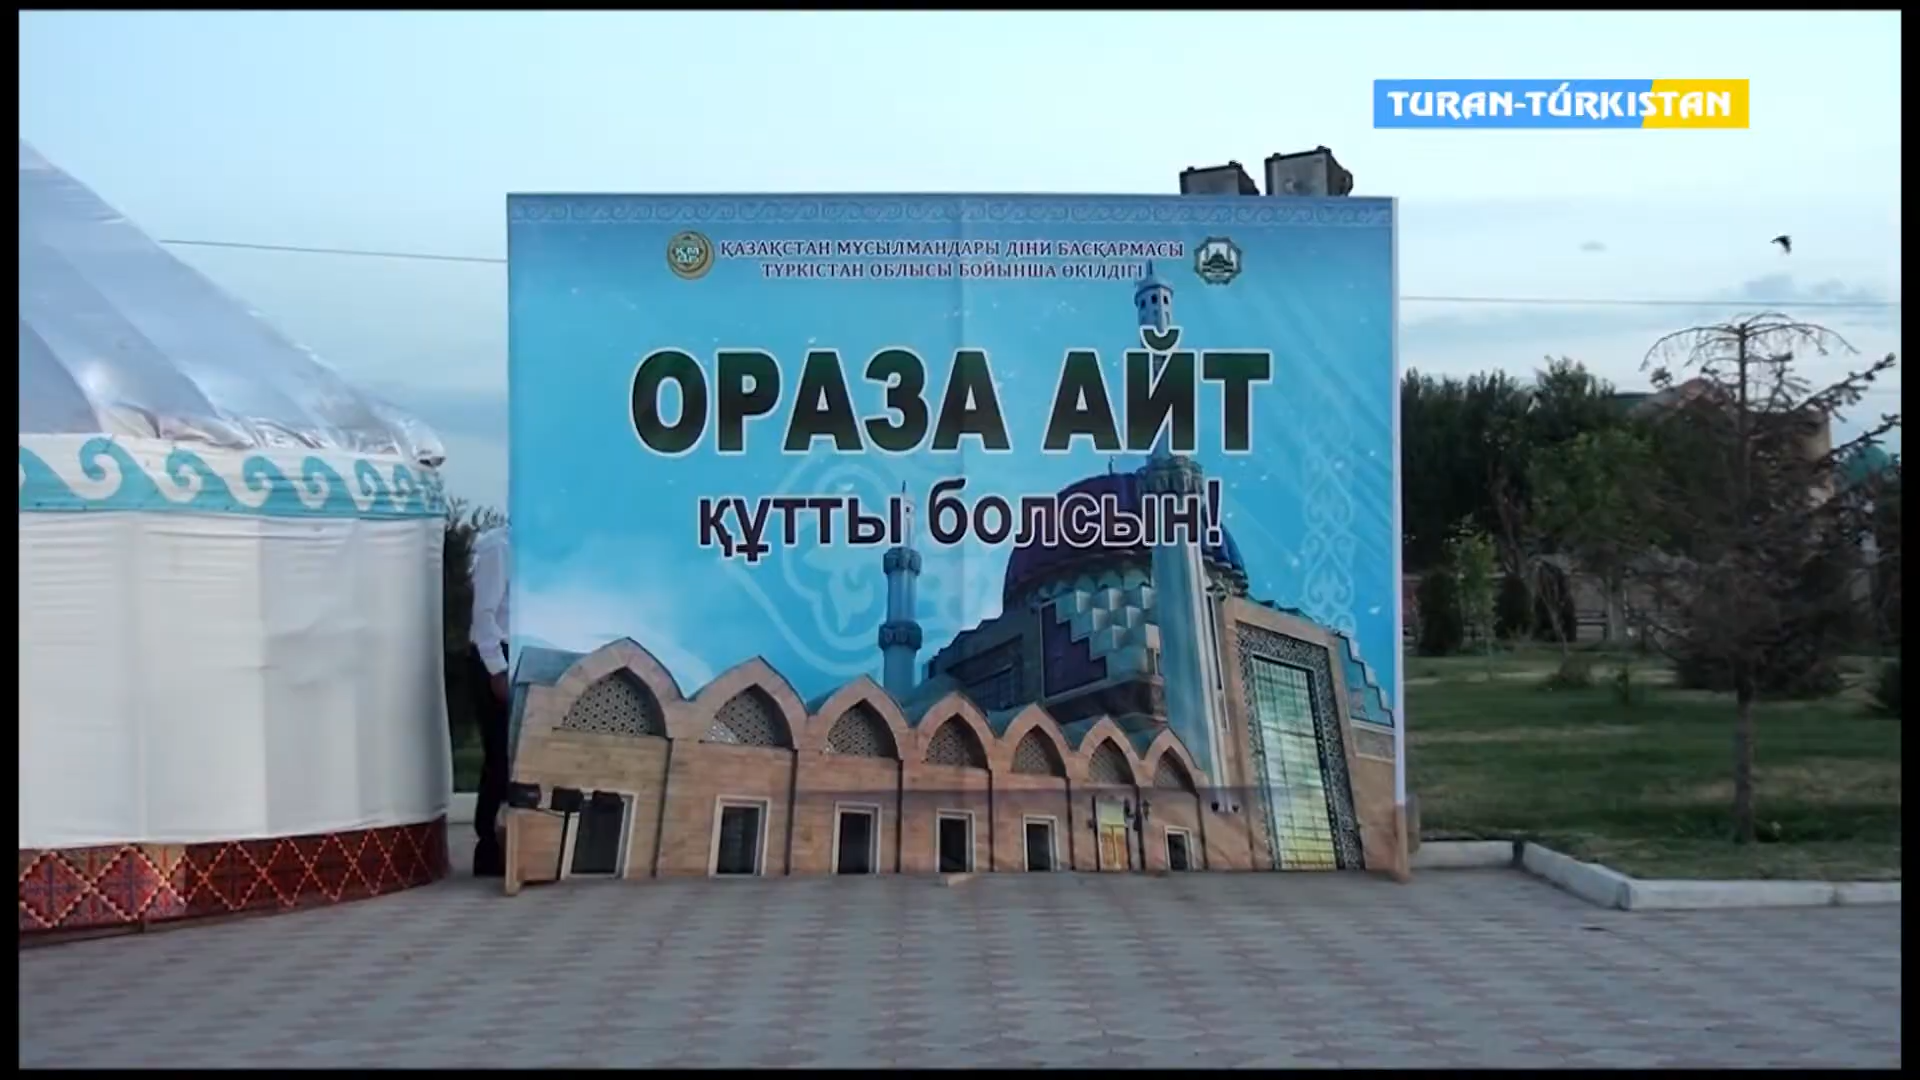 TURAN-TÚRKISTAN
ҚАЗАҚСТАН МҰСЫЛМАНДАРЫ ДІНИ БАСҚАРМАСЫ
ТҮРКІСТАН ОБЛЫСЫ БОЙЫНША ӨКІЛДІГІ
ОРАЗА АЙТ
құтты болсын!